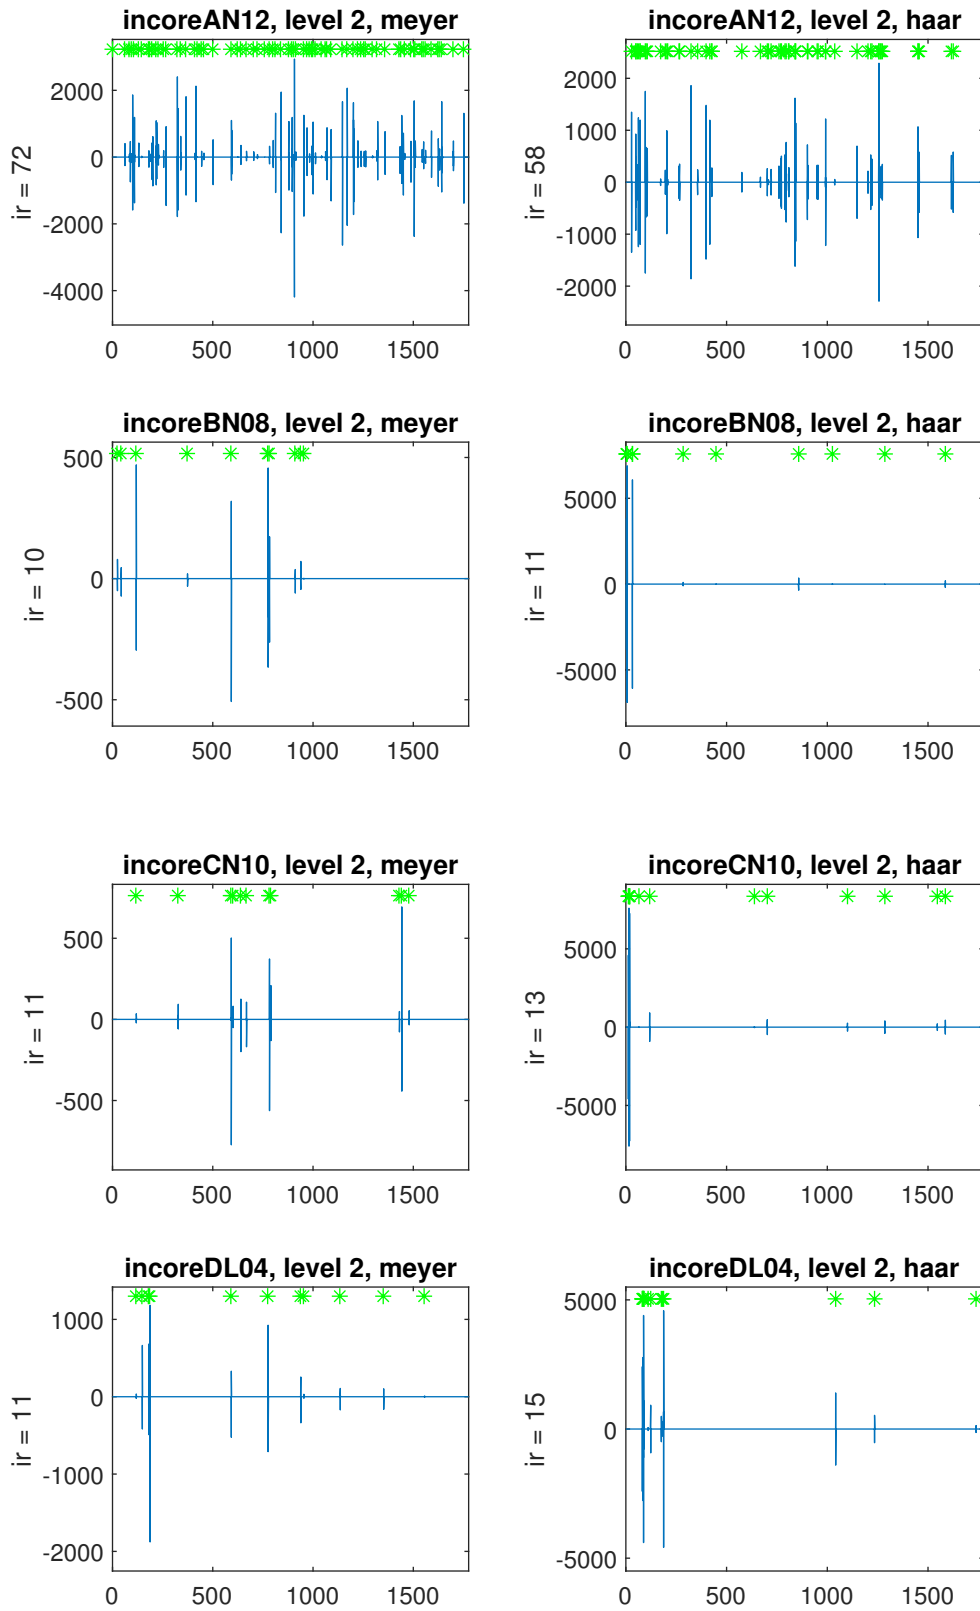 incoreAN12, level 2, meyer
ir = 72
2000
0
-2000
-4000
0 500 1000 1500
incoreAN12, level 2, haar
ir = 58
2000
1000
0
-1000
-2000
0 500 1000 1500
incoreBN08, level 2, meyer
ir = 10
500
0
-500
0 500 1000 1500
incoreBN08, level 2, haar
ir = 11
5000
0
-5000
0 500 1000 1500
incoreCN10, level 2, meyer
ir = 11
500
0
-500
0 500 1000 1500
incoreCN10, level 2, haar
ir = 13
5000
0
-5000
0 500 1000 1500
incoreDL04, level 2, meyer
ir = 11
1000
0
-1000
-2000
0 500 1000 1500
incoreDL04, level 2, haar
ir = 15
5000
0
-5000
0 500 1000 1500